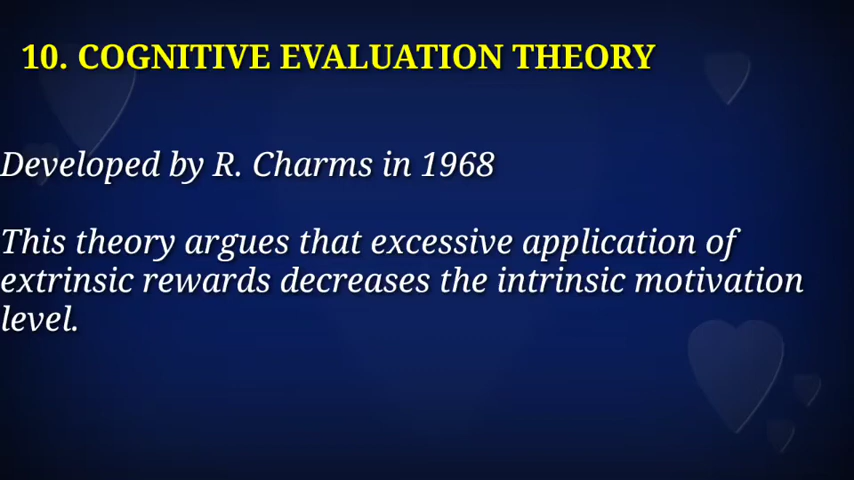 10. COGNITIVE EVALUATION THEORY
Developed by R. Charms in 1968
This theory argues that excessive application of
extrinsic rewards decreases the intrinsic motivation
level.